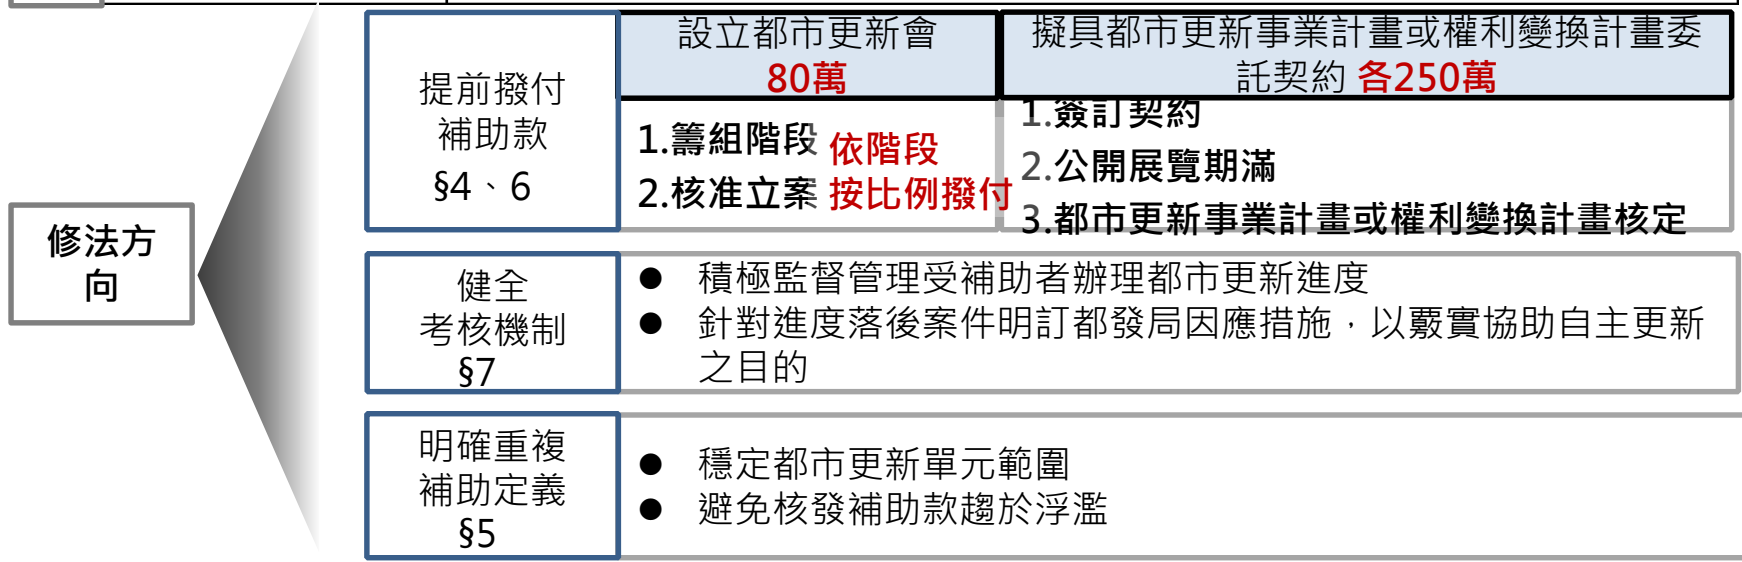 修法方
向
提前撥付
補助款
§4、6
設立都市更新會
80萬
擬具都市更新事業計畫或權利變換計畫委
託契約 各250萬
1.籌組階段
2.核准立案
依階段
按比例撥付
1.簽訂契約
2.公開展覽期滿
3.都市更新事業計畫或權利變換計畫核定
健全
考核機制
§7
● 積極監督管理受補助者辦理都市更新進度
● 針對進度落後案件明訂都發局因應措施，以覈實協助自主更新
之目的
明確重複
補助定義
§5
● 穩定都市更新單元範圍
● 避免核發補助款趨於浮濫